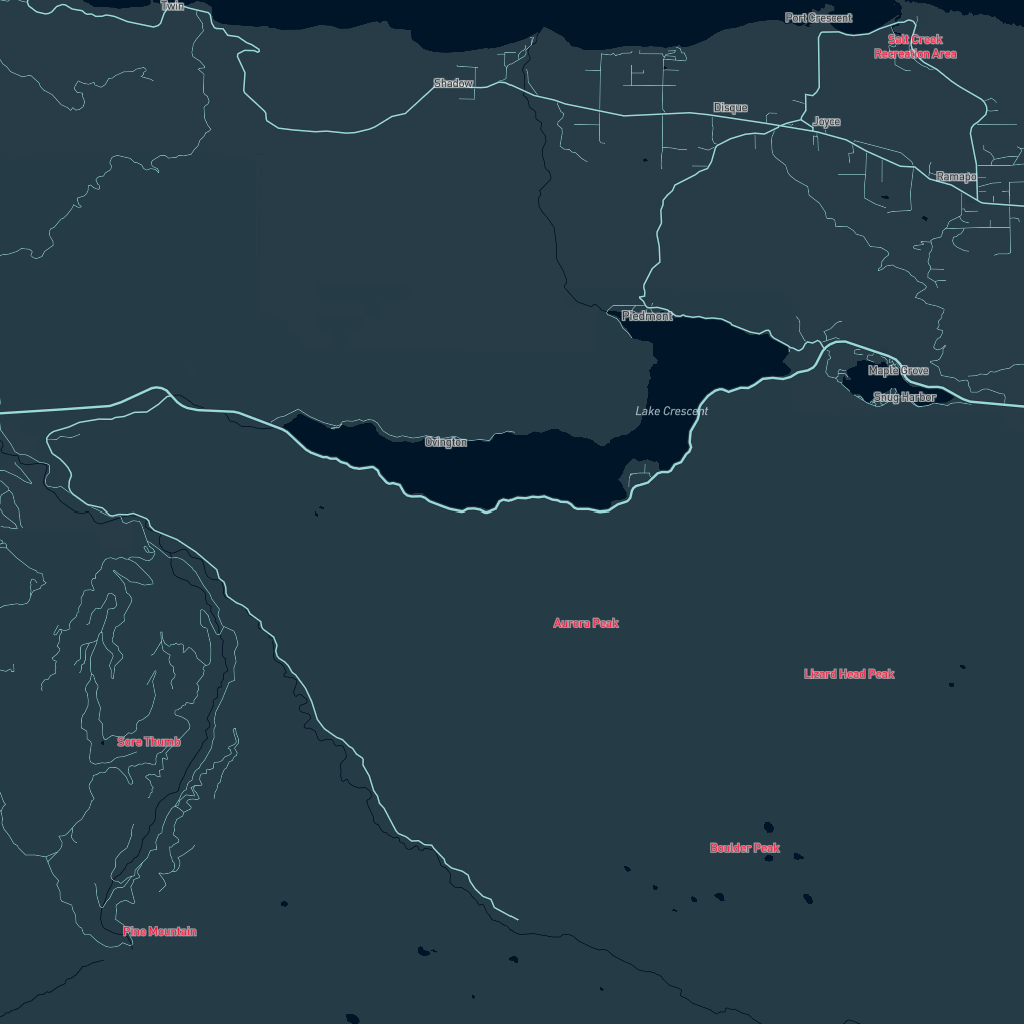 Twin
Port Crescent
Salt Creek
Recreation Area
Shadow
Disque
Joyce
Ramapo
Piedmont
Maple Grove
Snug Harbor
Lake Crescent
Ovington
Aurora Peak
Lizard Head Peak
Sore Thumb
Boulder Peak
Pine Mountain